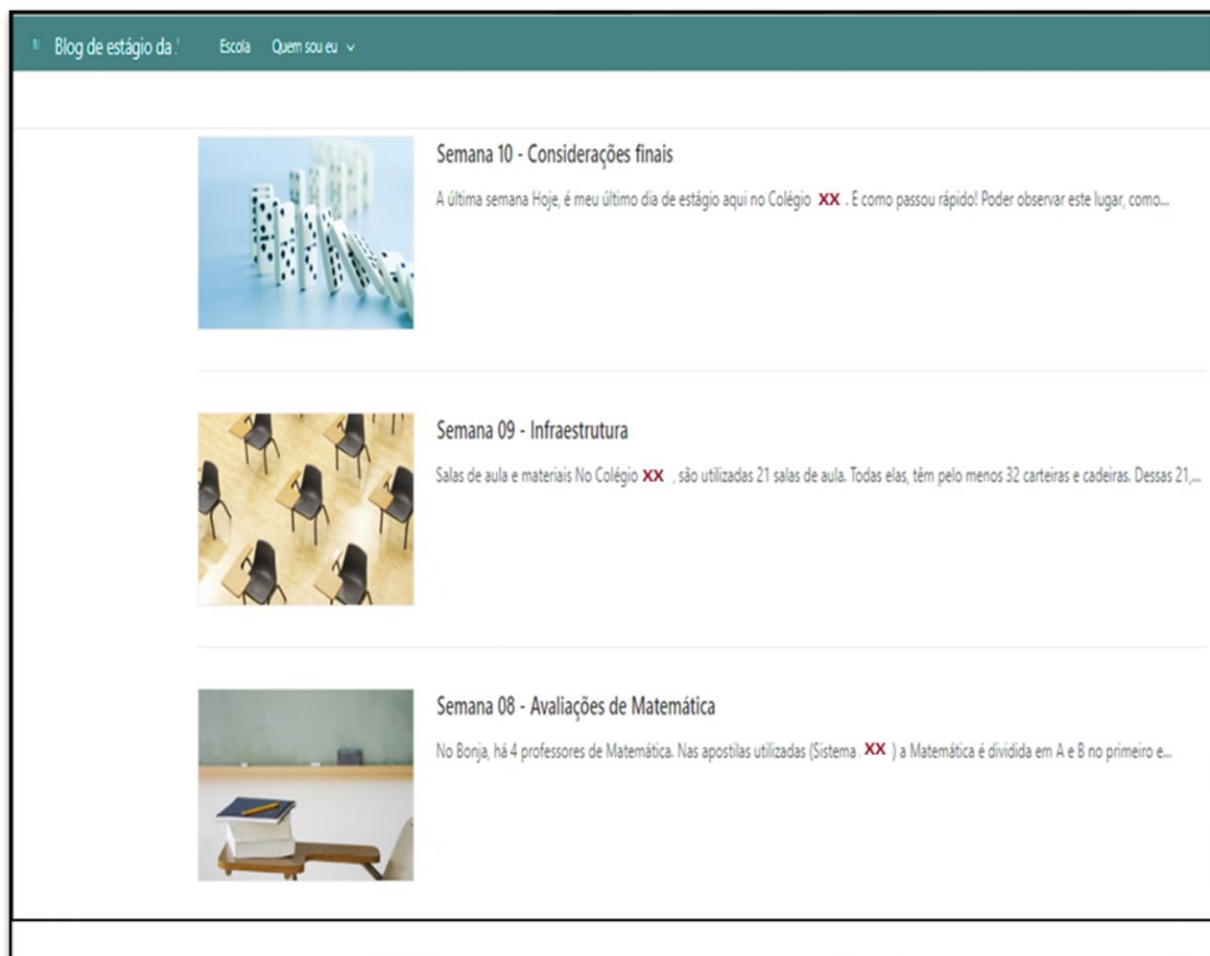 Blog de estágio da Escola Quem sou eu
Semana 10 - Considerações finais
A última semana Hoje, é meu último dia de estágio aqui no Colégio XX . E como passou rápido! Poder observar este lugar, como...
Semana 09 - Infraestrutura
Salas de aula e materiais No Colégio XX , são utilizadas 21 salas de aula. Todas elas, têm pelo menos 32 carteiras e cadeiras. Dessas 21,...
Semana 08 - Avaliações de Matemática
No Bonja, há 4 professores de Matemática. Nas apostilas utilizadas (Sistema XX ) a Matemática é dividida em A e B no primeiro e...